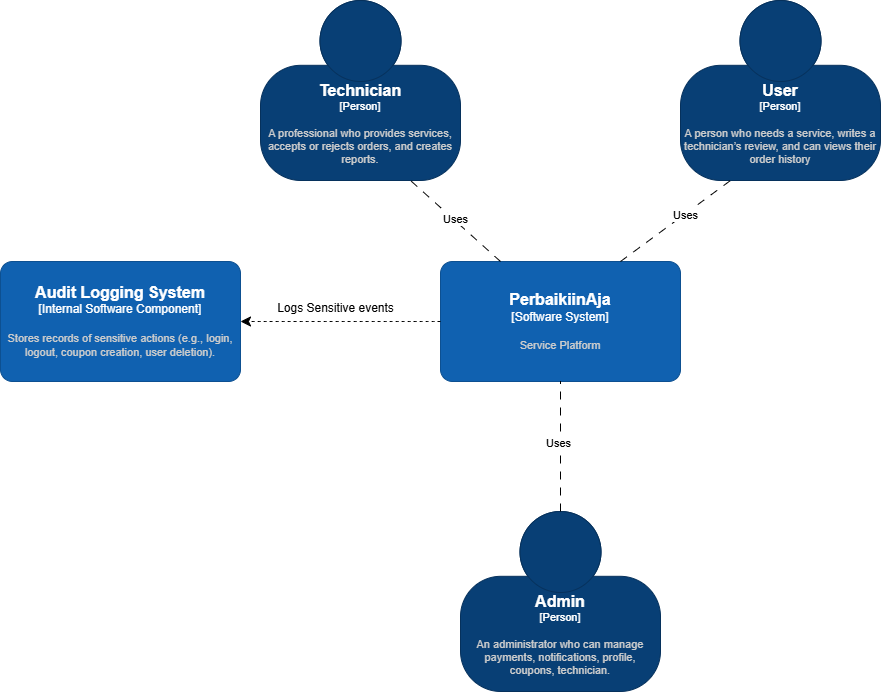 Technician
[Person]
A professional who provides services,
accepts or rejects orders, and creates
reports.
User
[Person]
A person who needs a service, writes a
technician's review, and can views their
order history
Uses
Uses
Audit Logging System
[Internal Software Component]
Stores records of sensitive actions (e.g., login,
logout, coupon creation, user deletion).
Logs Sensitive events
PerbaikiinAja
[Software System]
Service Platform
Uses
Admin
[Person]
An administrator who can manage
payments, notifications, profile,
coupons, technician.